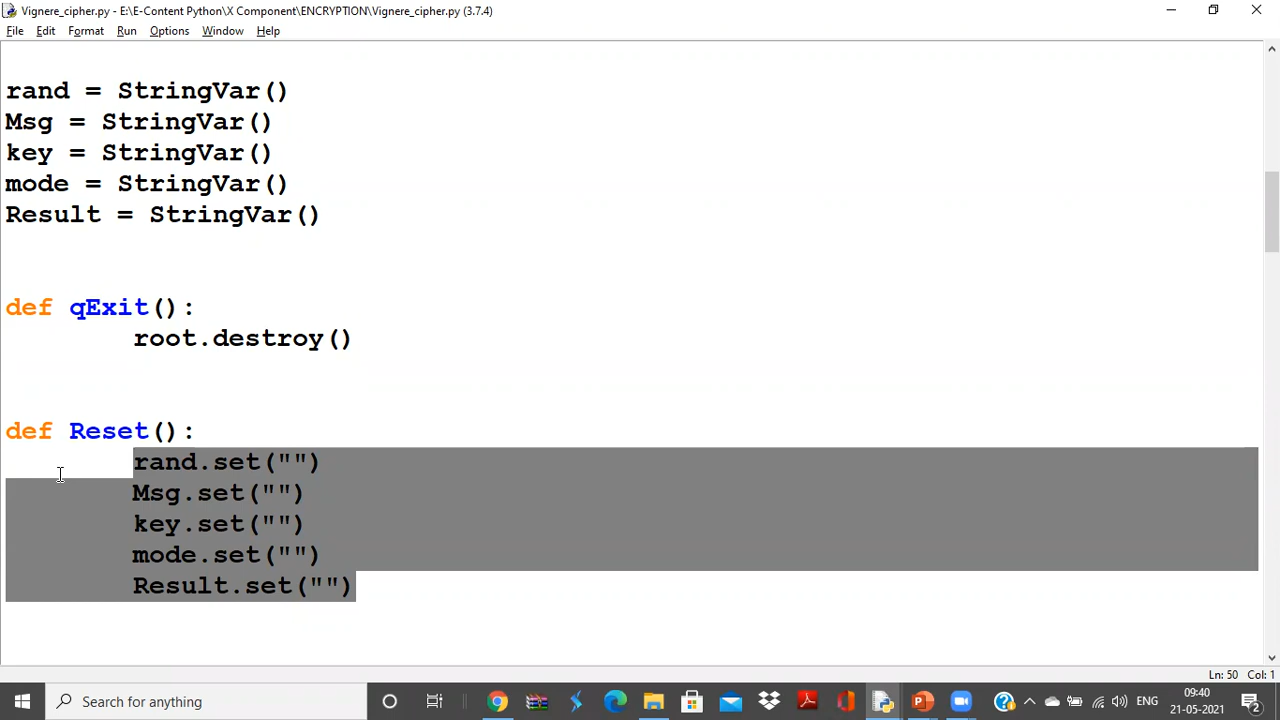 Vignere_cipher.py - E:\E-Content Python\X Component\ENCRYPTION\Vignere_cipher.py (3.7.4)
File Edit Format Run Options Window Help
rand = StringVar()
Msg = StringVar()
key = StringVar()
mode = StringVar()
Result = StringVar()
def qExit():
root.destroy()
def Reset():
rand.set("")
Msg.set("")
key.set("")
mode.set("")
Result.set("")
Ln: 50 Col: 1
Search for anything
ENG
09:40
21-05-2021
2